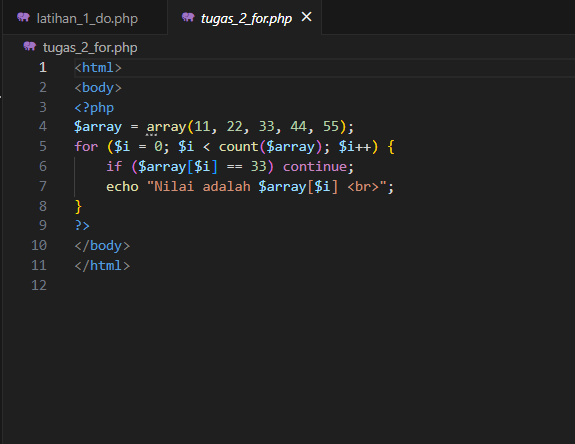 latihan_1_do.php
tugas_2_for.php
tugas_2_for.php
1 <html>
2 <body>
3 <?php
4 $array = array(11, 22, 33, 44, 55);
5 for ($i = 0; $i < count($array); $i++) {
6 if ($array[$i] == 33) continue;
7 echo "Nilai adalah $array[$i] <br>";
8 }
9 ?>
10 </body>
11 </html>
12